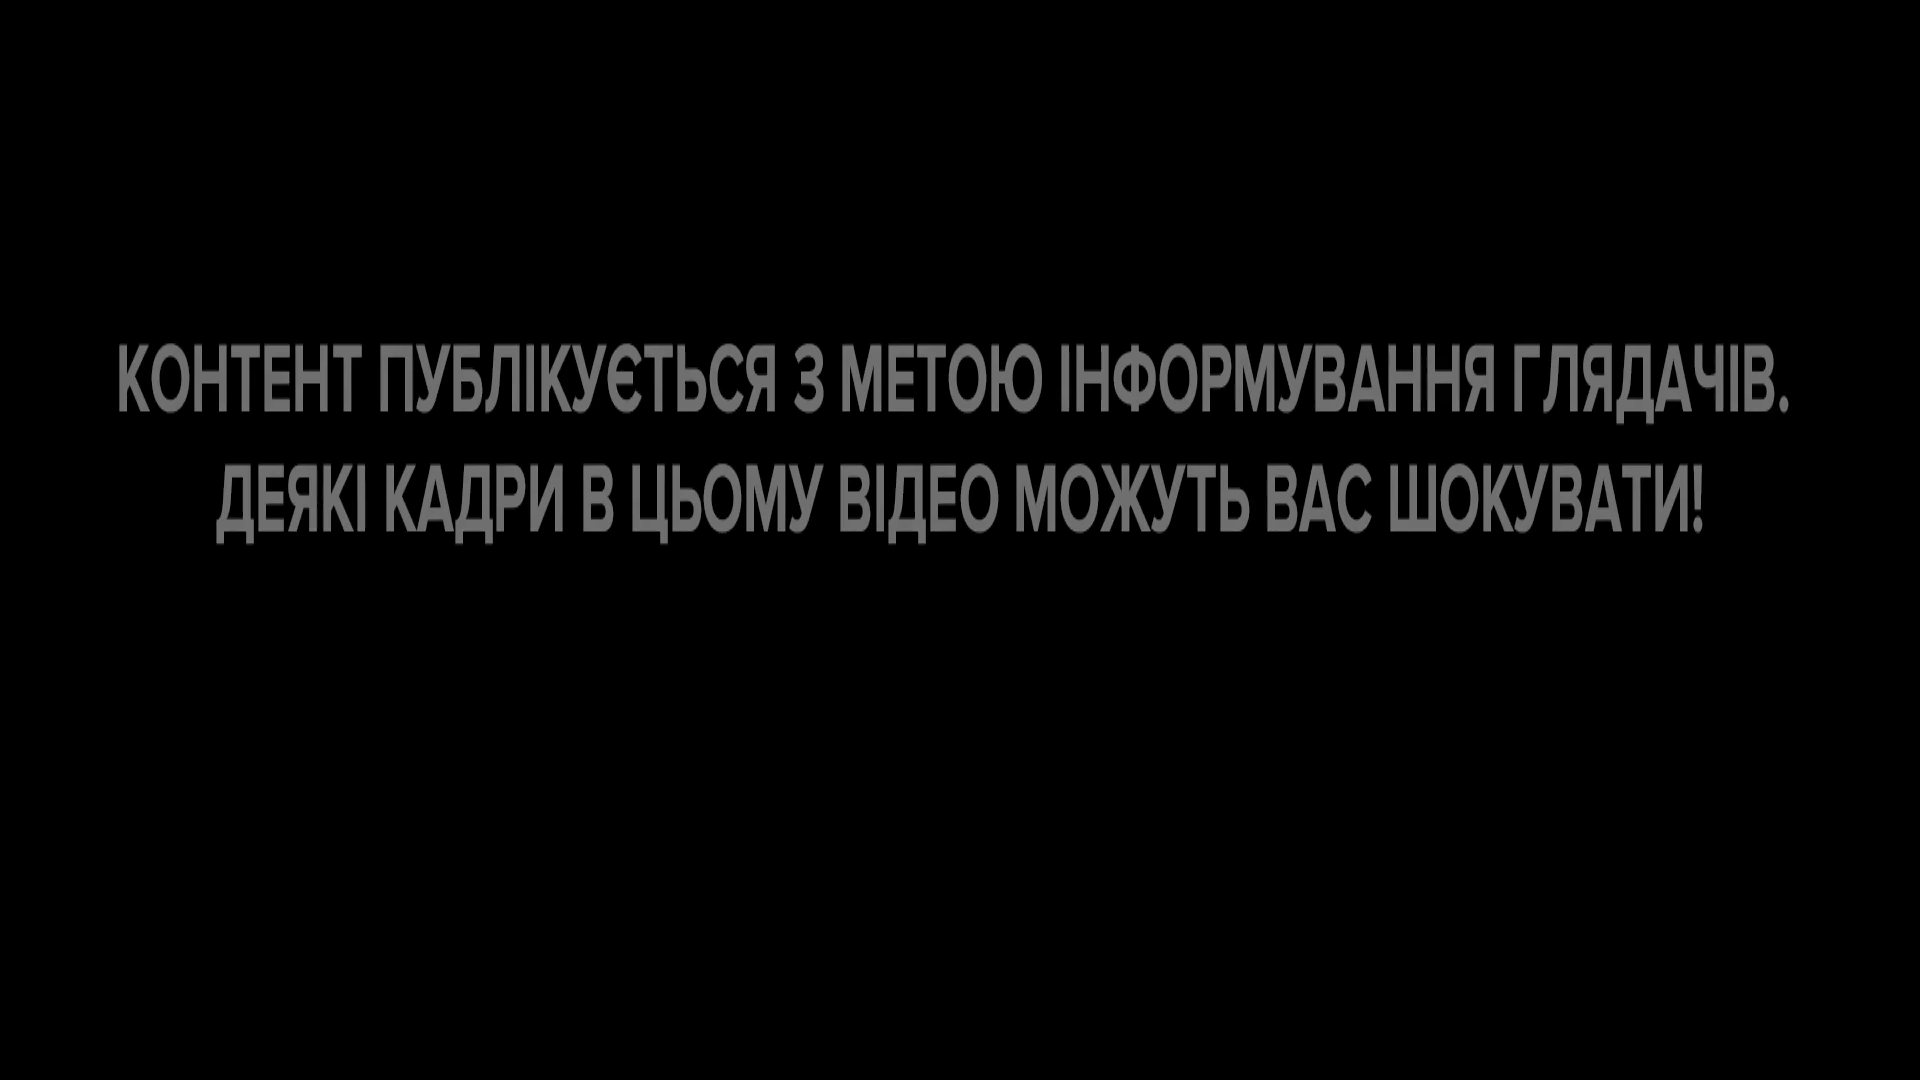 КОНТЕНТ ПУБЛІКУЄТЬСЯ З МЕТОЮ ІНФОРМУВАННЯ ГЛЯДАЧІВ.
ДЕЯКІ КАДРИ В ЦЬОМУ ВІДЕО МОЖУТЬ ВАС ШОКУВАТИ!